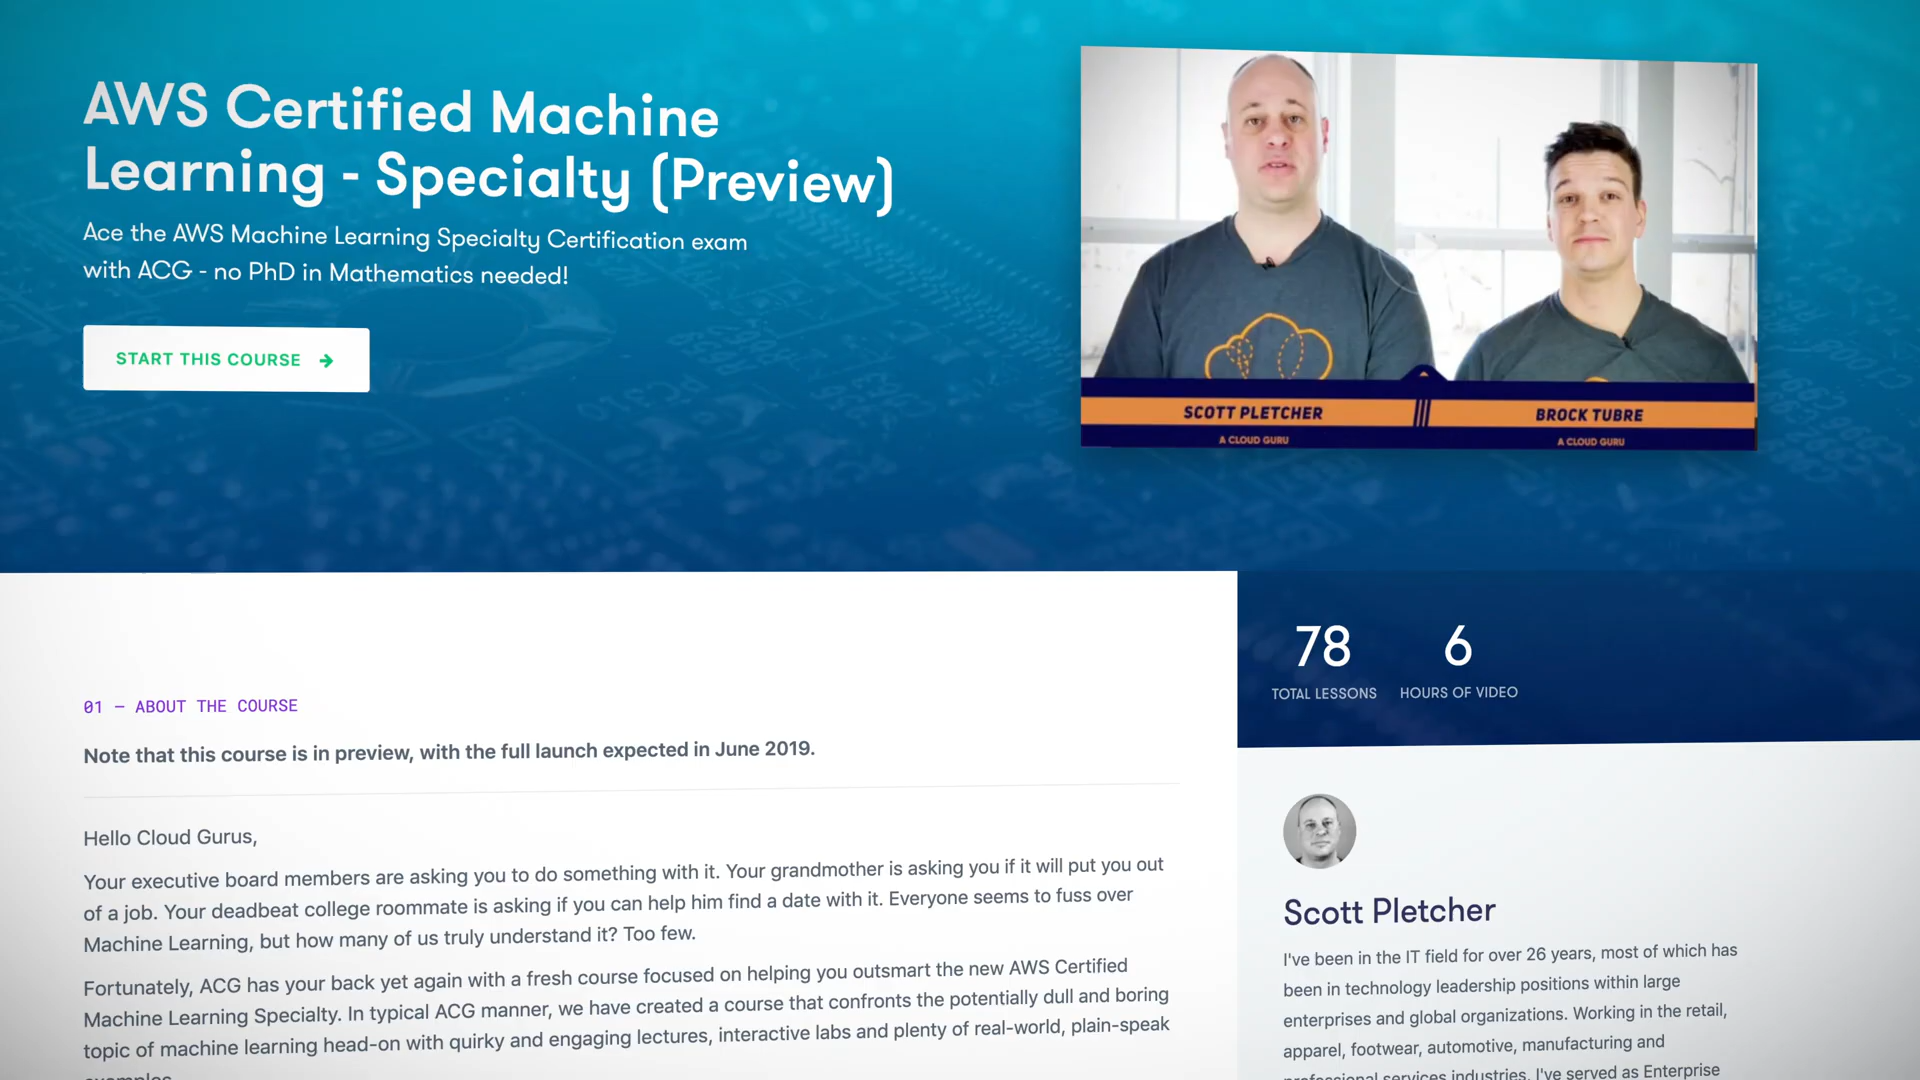 AWS Certified Machine
Learning - Specialty (Preview)
Ace the AWS Machine Learning Specialty Certification exam
with ACG - no PhD in Mathematics needed!
START THIS COURSE
SCOTT PLETCHER
BROCK TUBRE
A CLOUD GURU
A CLOUD GURU
78
6
TOTAL LESSONS
HOURS OF VIDEO
01 — ABOUT THE COURSE
Note that this course is in preview, with the full launch expected in June 2019.
Hello Cloud Gurus,
Your executive board members are asking you to do something with it. Your grandmother is asking you if it will put you out
of a job. Your deadbeat college roommate is asking if you can help him find a date with it. Everyone seems to fuss over
Machine Learning, but how many of us truly understand it? Too few.
Fortunately, ACG has your back yet again with a fresh course focused on helping you outsmart the new AWS Certified
Machine Learning Specialty. In typical ACG manner, we have created a course that confronts the potentially dull and boring
topic of machine learning head-on with quirky and engaging lectures, interactive labs and plenty of real-world, plain-speak
Scott Pletcher
I've been in the IT field for over 26 years, most of which has
been in technology leadership positions within large
enterprises and global organizations. Working in the retail,
apparel, footwear, automotive, manufacturing and
professional services industries, I've served as Enterprise